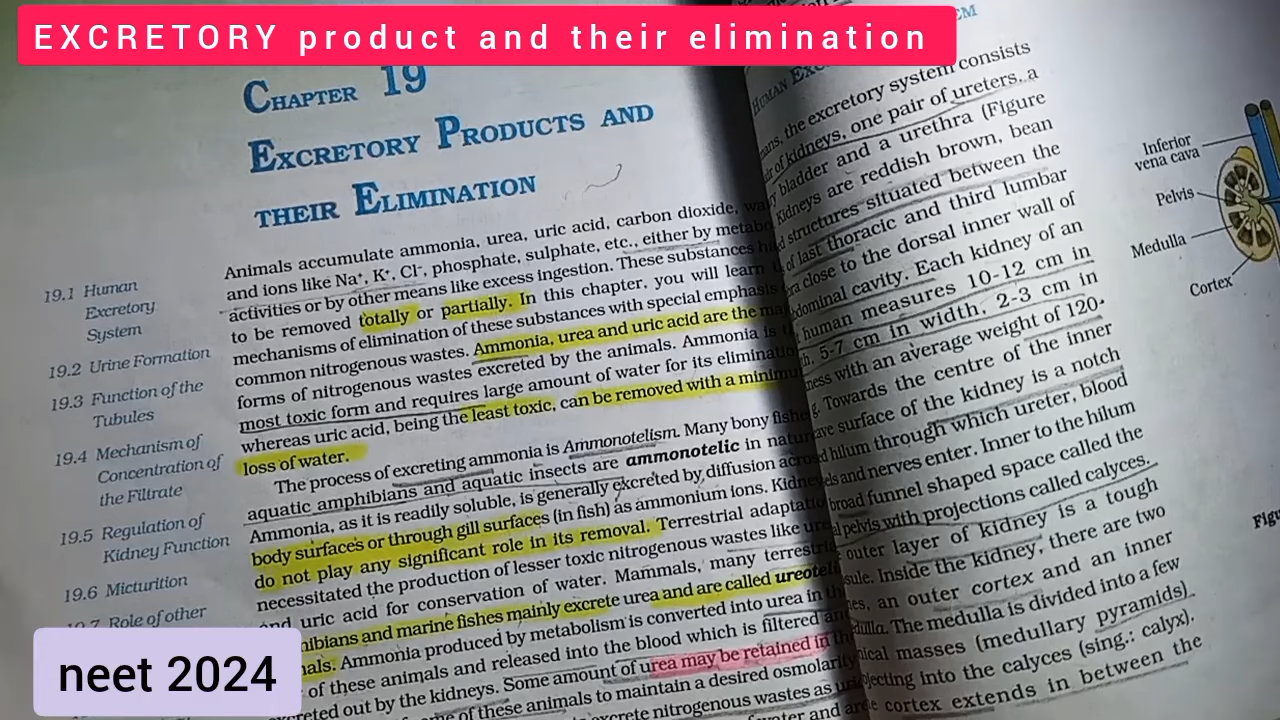 EXCRETORY product and their elimination
CHAPTER 19
EXCRETORY PRODUCTS AND
THEIR ELIMINATION
19.1 Human
Excretory
System
19.2 Urine Formation
19.3 Function of the
Tubules
19.4 Mechanism of
Concentration of
the Filtrate
19.5 Regulation of
Kidney Function
19.6 Micturition
19.7 Role of other
Animals accumulate ammonia, urea, uric acid, carbon dioxide,
and ions like Na⁺, K⁺, Cl⁻, phosphate, sulphate, etc., either by
activities or by other means like excess ingestion. These substances
to be removed totally or partially. In this chapter, you will learn
mechanisms of elimination of these substances with special emphasis
common nitrogenous wastes. Ammonia, urea and uric acid are the
forms of nitrogenous wastes excreted by the animals. Ammonia is
most toxic form and requires large amount of water for its
whereas uric acid, being the least toxic, can be removed with a
loss of water.
The process of excreting ammonia is Ammonotelism. Many bony
aquatic amphibians and aquatic insects are ammonotelic in
Ammonia, as it is readily soluble, is generally excreted by diffusion
body surfaces or through gill surfaces (in fish) as ammonium ions.
do not play any significant role in its removal. Terrestrial
necessitated the production of lesser toxic nitrogenous wastes like
and uric acid for conservation of water. Mammals, many
and marine fishes mainly excrete urea and are called
Ammonia produced by metabolism is converted into urea in
of these animals and released into the blood which is filtered
out by the kidneys. Some amount of urea may be retained in
of these animals to maintain a desired osmolarity
excrete nitrogenous wastes as
water and
neet 2024
HUMAN
the excretory system consists
of kidneys, one pair of ureters, a
bladder and a urethra (Figure
Kidneys are reddish brown, bean
structures situated between the
of last thoracic and third lumbar
close to the dorsal inner wall of
cavity. Each kidney of an
human measures 10-12 cm in
5-7 cm in width, 2-3 cm in
with an average weight of 120-
Towards the centre of the inner
surface of the kidney is a notch
hilum through which ureter, blood
and nerves enter. Inner to the hilum
broad funnel shaped space called the
pelvis with projections called calyces.
outer layer of kidney is a tough
Inside the kidney, there are two
an outer cortex and an inner
The medulla is divided into a few
masses (medullary pyramids)
into the calyces (sing.: calyx).
cortex extends in between the
Inferior
vena cava
Pelvis
Medulla
Cortex